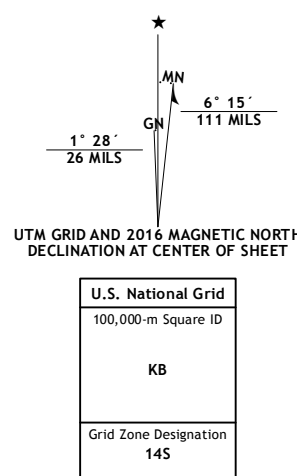 ★
MN
6° 15´
111 MILS
GN
1° 28´
26 MILS
UTM GRID AND 2016 MAGNETIC NORTH
DECLINATION AT CENTER OF SHEET
U.S. National Grid
100,000-m Square ID
KB
Grid Zone Designation
14S